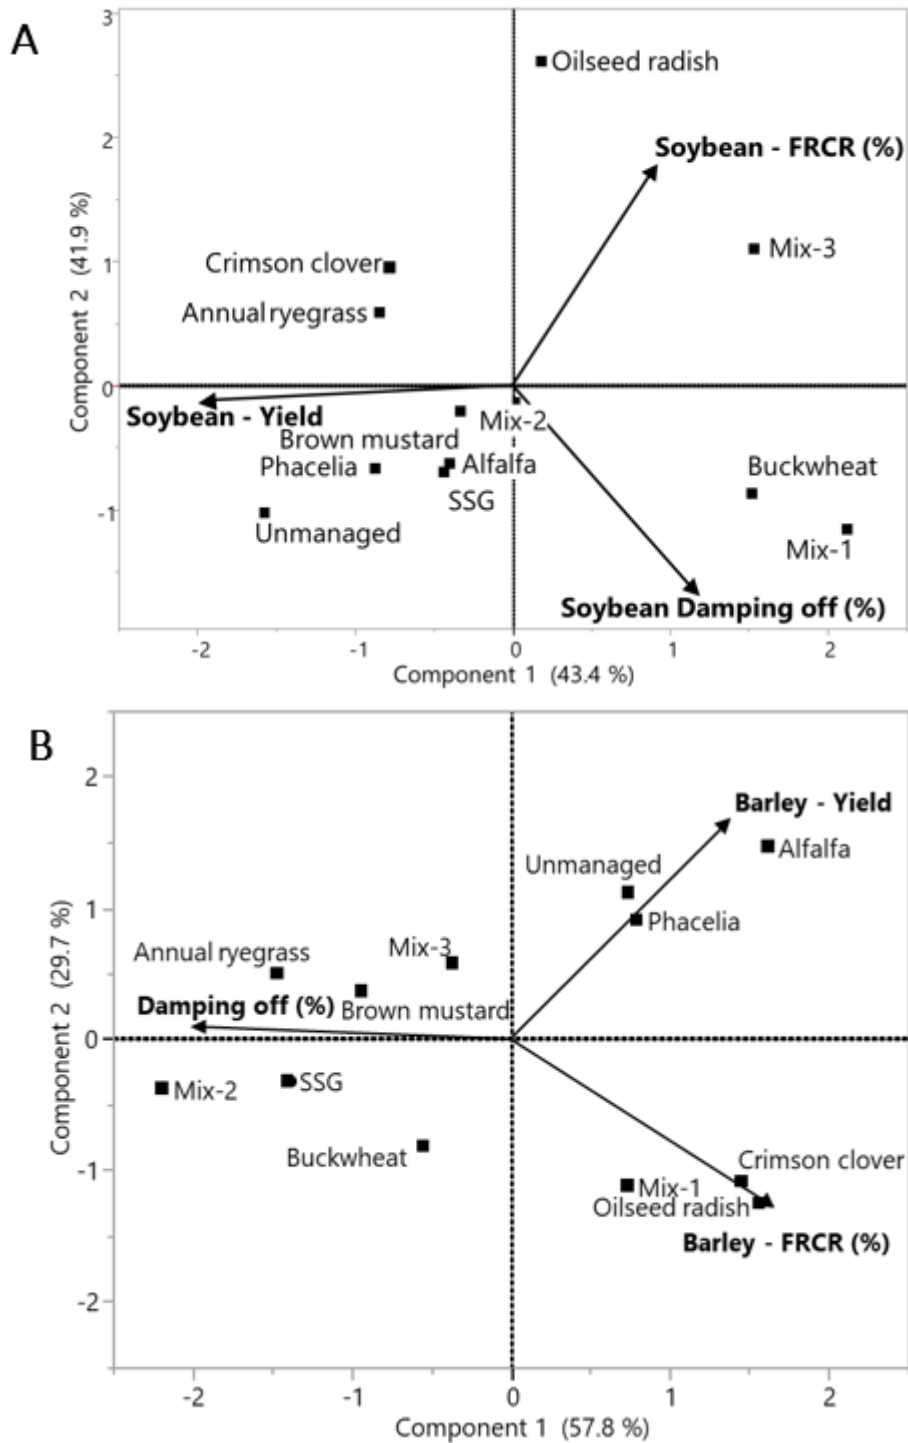 A
3
2
1
0
-1
Component 2 (41.9 %)
Oilseed radish
Soybean - FRCR (%)
Mix-3
Crimson clover
Annual ryegrass
Soybean - Yield
Mix-2
Brown mustard
Phacelia
Alfalfa
Buckwheat
SSG
Unmanaged
Mix-1
Soybean Damping off (%)
-2 -1 0 1 2
Component 1 (43.4 %)
B
2
1
0
-1
-2
Component 2 (29.7 %)
Barley - Yield
Alfalfa
Unmanaged
Phacelia
Mix-3
Annual ryegrass
Damping off (%)
Brown mustard
Mix-2
SSG
Buckwheat
Crimson clover
Mix-1
Oilseed radish
Barley - FRCR (%)
-2 -1 0 1 2
Component 1 (57.8 %)